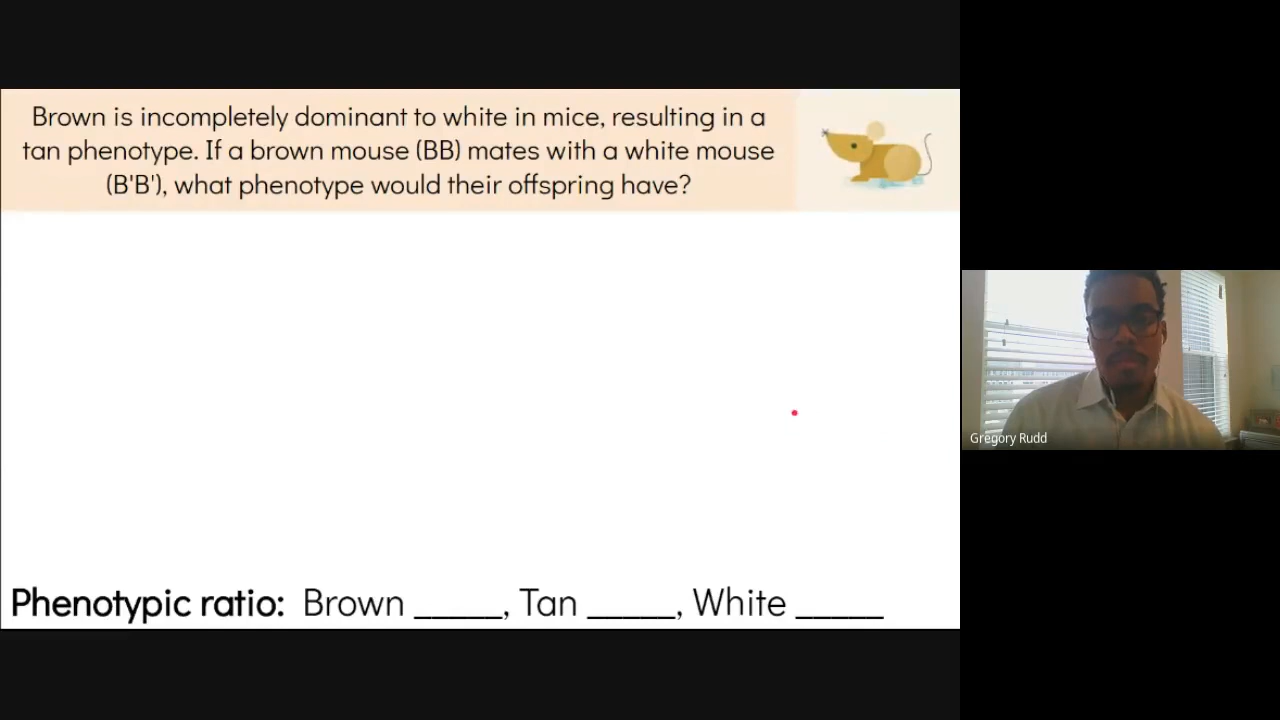 Brown is incompletely dominant to white in mice, resulting in a
tan phenotype. If a brown mouse (BB) mates with a white mouse
(B'B'), what phenotype would their offspring have?
Gregory Rudd
Phenotypic ratio: Brown _____, Tan _____, White _____